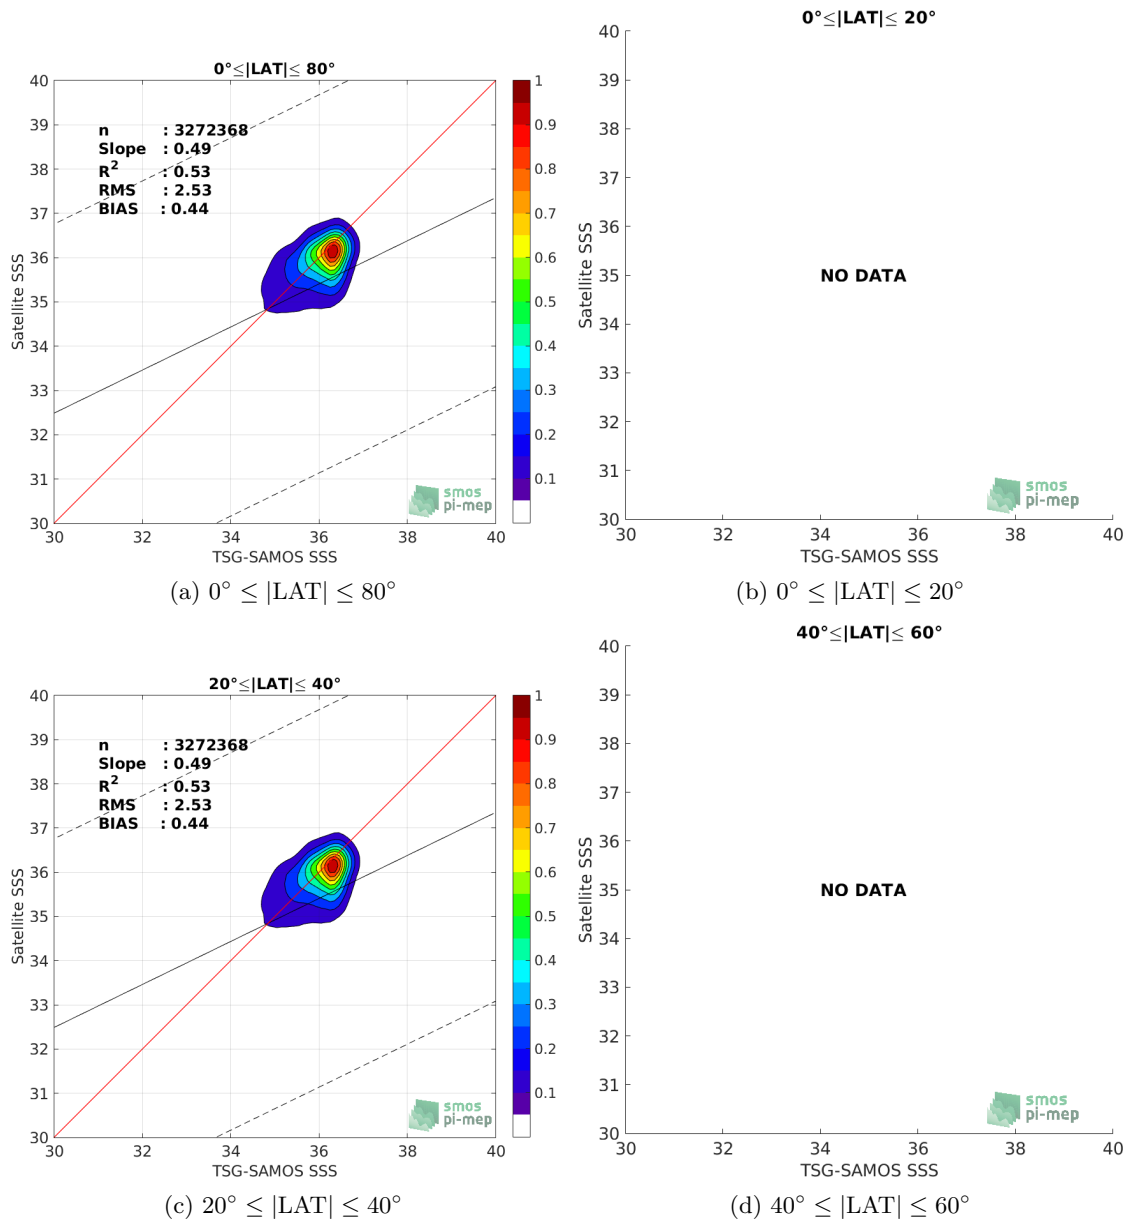 0°≤|LAT|≤ 80°
40
39
38
37
36
35
34
33
32
31
30
Satellite SSS
n : 3272368
Slope : 0.49
R2 : 0.53
RMS : 2.53
BIAS : 0.44
1
0.9
0.8
0.7
0.6
0.5
0.4
0.3
0.2
0.1
smos
pi-mep
30 32 34 36 38 40
TSG-SAMOS SSS
(a) 0° ≤ |LAT| ≤ 80°
0°≤|LAT|≤ 20°
40
39
38
37
36
35
34
33
32
31
30
Satellite SSS
NO DATA
smos
pi-mep
30 32 34 36 38 40
TSG-SAMOS SSS
(b) 0° ≤ |LAT| ≤ 20°
20°≤|LAT|≤ 40°
40
39
38
37
36
35
34
33
32
31
30
Satellite SSS
n : 3272368
Slope : 0.49
R2 : 0.53
RMS : 2.53
BIAS : 0.44
1
0.9
0.8
0.7
0.6
0.5
0.4
0.3
0.2
0.1
smos
pi-mep
30 32 34 36 38 40
TSG-SAMOS SSS
(c) 20° ≤ |LAT| ≤ 40°
40°≤|LAT|≤ 60°
40
39
38
37
36
35
34
33
32
31
30
Satellite SSS
NO DATA
smos
pi-mep
30 32 34 36 38 40
TSG-SAMOS SSS
(d) 40° ≤ |LAT| ≤ 60°